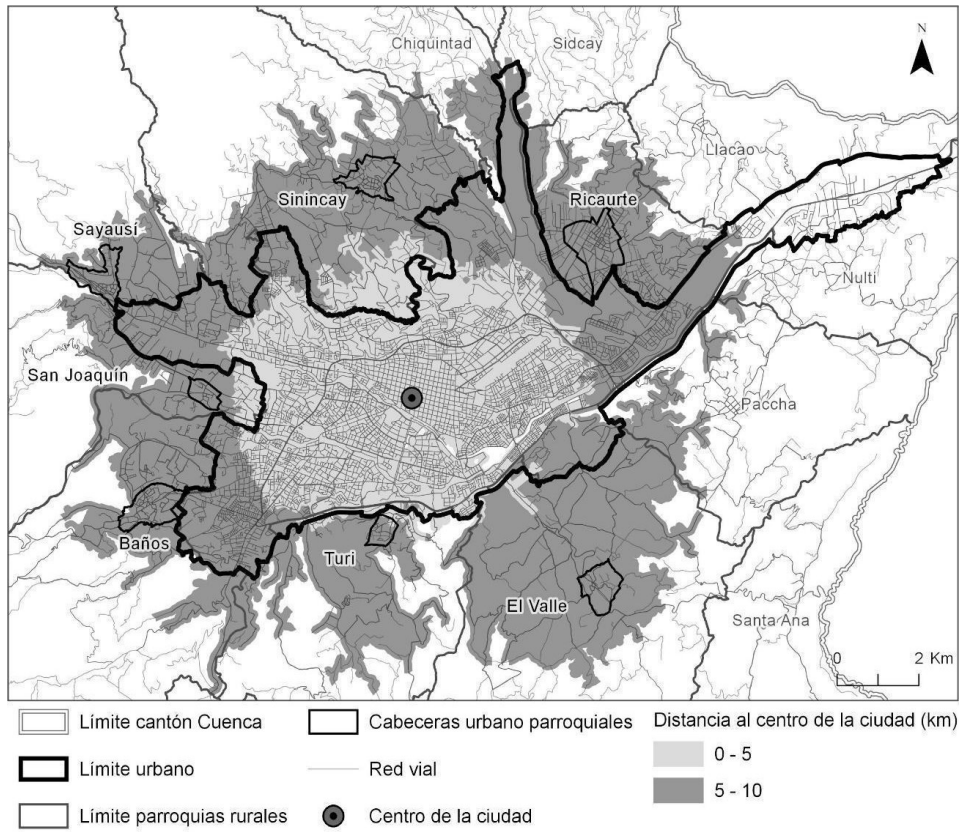 Chiquintad
Sidcay
N
Llacao
Sinincay
Ricaurte
Sayausí
Nulti
San Joaquín
Paccha
Baños
Turi
El Valle
Santa Ana
0 2 Km
Límite cantón Cuenca
Cabeceras urbano parroquiales
Distancia al centro de la ciudad (km)
0 - 5
Límite urbano
Red vial
5 - 10
Límite parroquias rurales
Centro de la ciudad